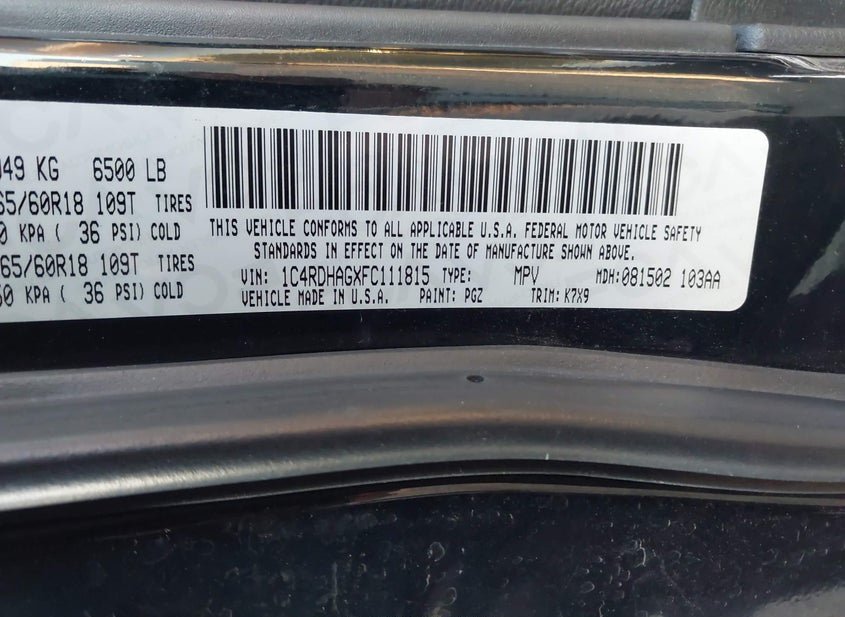 49 KG 6500 LB
65/60R18 109T TIRES
0 KPA ( 36 PSI) COLD
65/60R18 109T TIRES
50 KPA ( 36 PSI) COLD
THIS VEHICLE CONFORMS TO ALL APPLICABLE U.S.A. FEDERAL MOTOR VEHICLE SAFETY
STANDARDS IN EFFECT ON THE DATE OF MANUFACTURE SHOWN ABOVE.
VIN: 1C4RDHAGXFC111815 TYPE: MPV MDH:081502 103AA
VEHICLE MADE IN U.S.A. PAINT: PGZ TRIM: K7X9